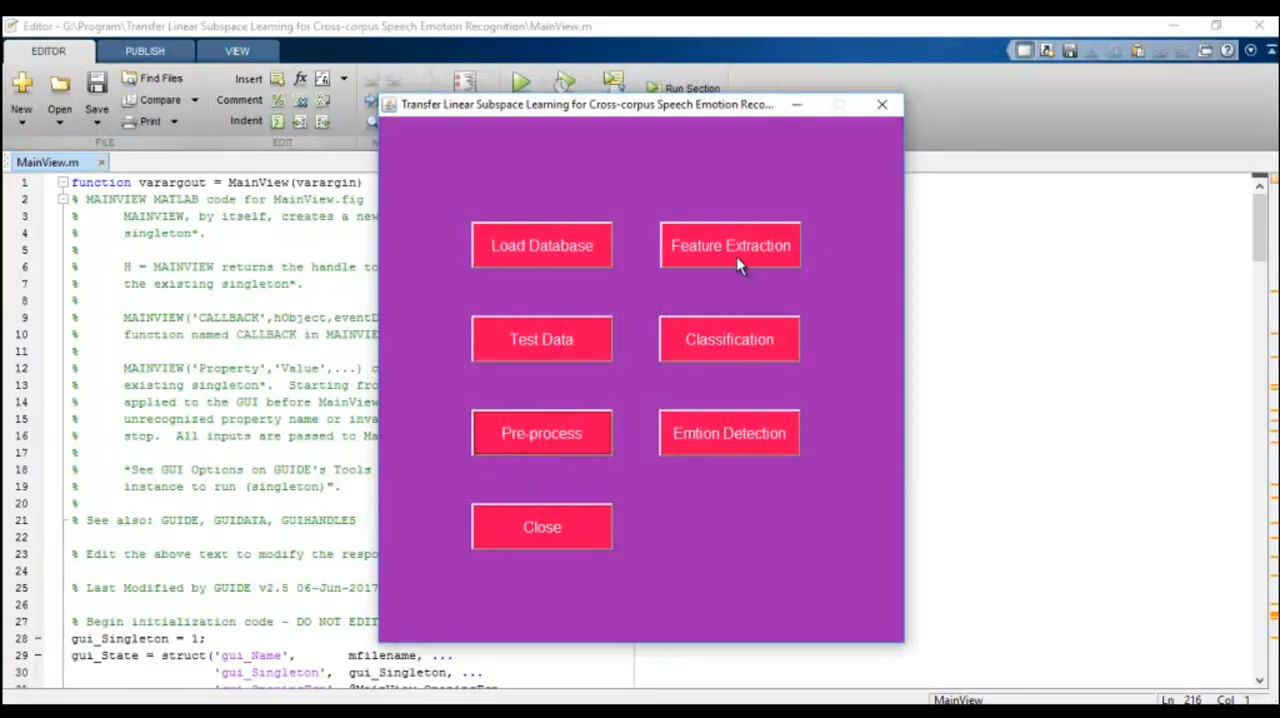 Editor - G:\Program\Transfer Linear Subspace Learning for Cross-corpus Speech Emotion Recognition\MainView.m
EDITOR PUBLISH VIEW
New Open Save
Find Files
Compare
Print
FILE
Insert
Comment
Indent
EDIT
Run Section
MainView.m
1 function varargout = MainView(varargin)
2 % MAINVIEW MATLAB code for MainView.fig
3 % MAINVIEW, by itself, creates a new
4 % singleton*.
5 %
6 % H = MAINVIEW returns the handle to
7 % the existing singleton*.
8 %
9 % MAINVIEW('CALLBACK',hObject,eventD
10 % function named CALLBACK in MAINVIE
11 %
12 % MAINVIEW('Property','Value',...) c
13 % existing singleton*. Starting fro
14 % applied to the GUI before MainView
15 % unrecognized property name or inva
16 % stop. All inputs are passed to Ma
17 %
18 % *See GUI Options on GUIDE's Tools
19 % instance to run (singleton)".
20 %
21 % See also: GUIDE, GUIDATA, GUIHANDLES
22
23 % Edit the above text to modify the respo
24
25 % Last Modified by GUIDE v2.5 06-Jun-2017
26
27 % Begin initialization code - DO NOT EDIT
28 gui_Singleton = 1;
29 gui_State = struct('gui_Name', mfilename, ...
30 'gui_Singleton', gui_Singleton, ...
Transfer Linear Subspace Learning for Cross-corpus Speech Emotion Reco...
Load Database
Feature Extraction
Test Data
Classification
Pre-process
Emtion Detection
Close
MainView
Ln 216 Col 1